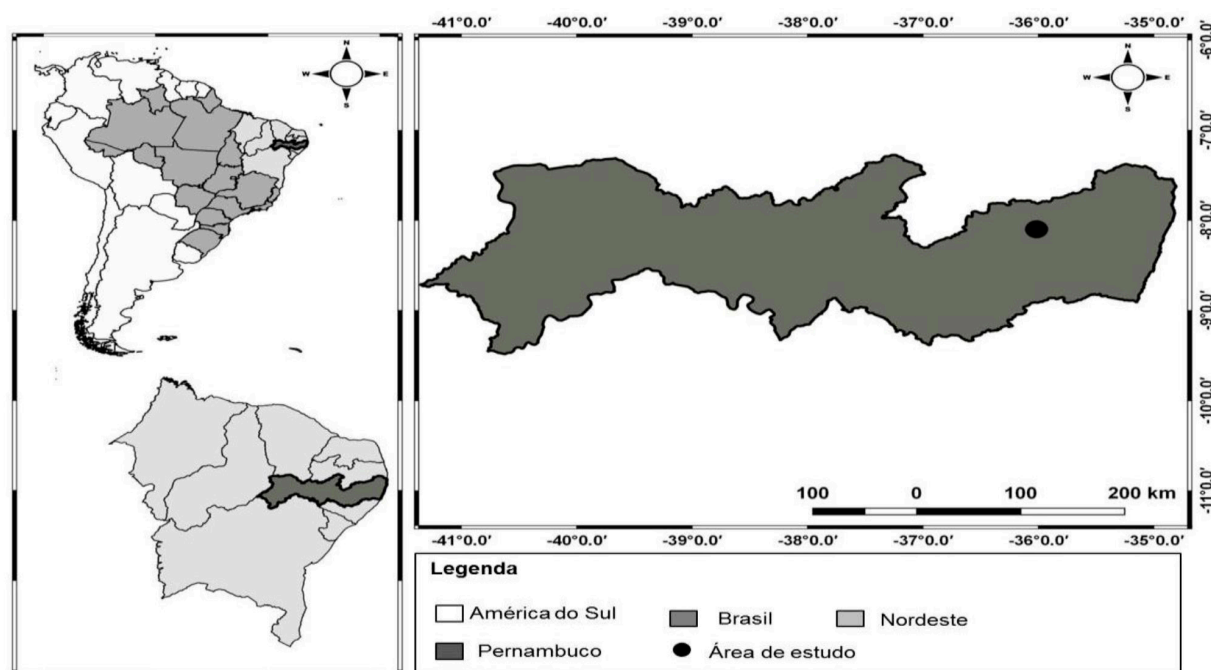 -41°0.0' -40°0.0' -39°0.0' -38°0.0' -37°0.0' -36°0.0' -35°0.0'
N
W E
S
N
W E
S
-6°0.0'
-7°0.0'
-8°0.0'
-9°0.0'
-10°0.0'
-11°0.0'
100 0 100 200 km
-41°0.0' -40°0.0' -39°0.0' -38°0.0' -37°0.0' -36°0.0' -35°0.0'
Legenda
América do Sul Brasil Nordeste
Pernambuco Área de estudo